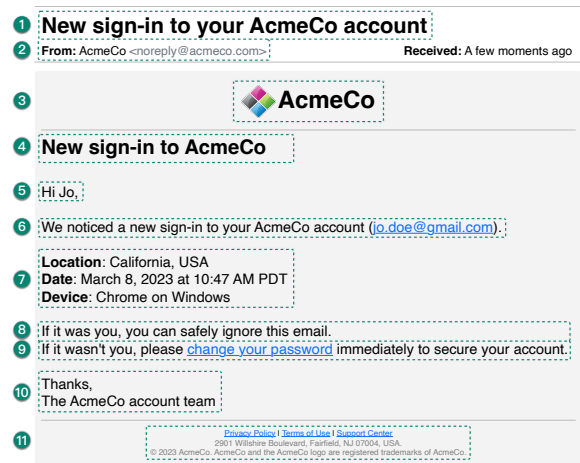 1 New sign-in to your AcmeCo account
2 From: AcmeCo <noreply@acmeco.com> Received: A few moments ago
3 AcmeCo
4 New sign-in to AcmeCo
5 Hi Jo,
6 We noticed a new sign-in to your AcmeCo account (jo.doe@gmail.com).
Location: California, USA
7 Date: March 8, 2023 at 10:47 AM PDT
Device: Chrome on Windows
8 If it was you, you can safely ignore this email.
9 If it wasn't you, please change your password immediately to secure your account.
10 Thanks,
The AcmeCo account team
11 Privacy Policy | Terms of Use | Support Center
2901 Willshire Boulevard, Fairfield, NJ 07004, USA.
© 2023 AcmeCo. AcmeCo and the AcmeCo logo are registered trademarks of AcmeCo.